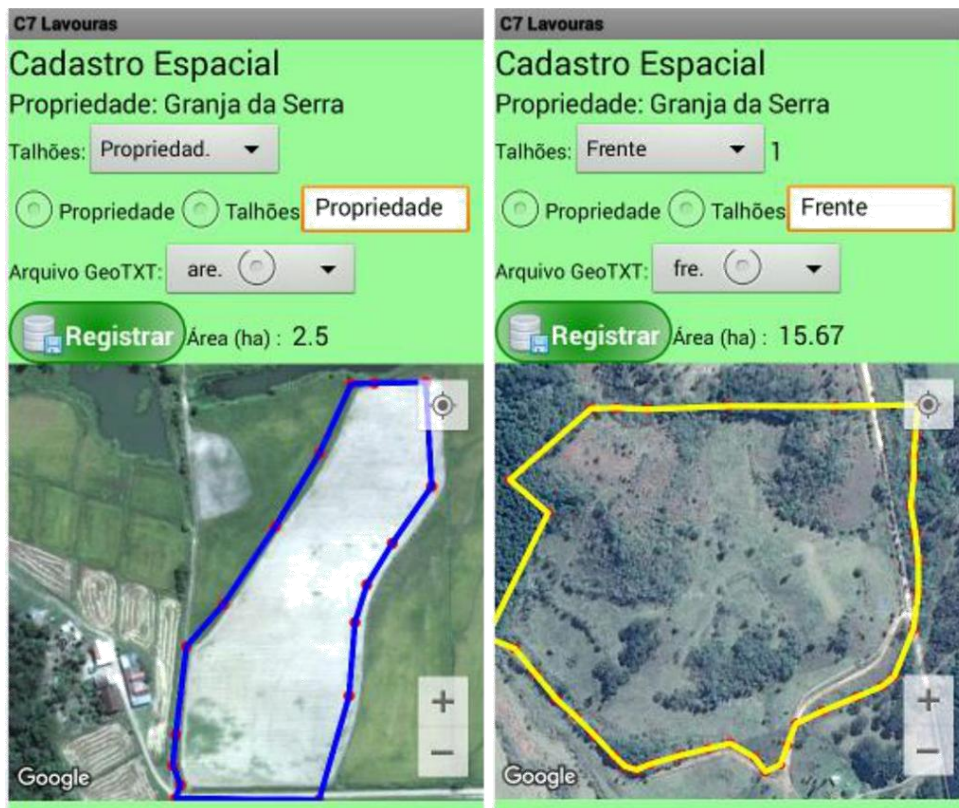 C7 Lavouras
Cadastro Espacial
Propriedade: Granja da Serra
Talhões: Propriedad.
Propriedade Talhões Propriedade
Arquivo GeoTXT: are.
Registrar Área (ha) : 2.5
Google
C7 Lavouras
Cadastro Espacial
Propriedade: Granja da Serra
Talhões: Frente 1
Propriedade Talhões Frente
Arquivo GeoTXT: fre.
Registrar Área (ha) : 15.67
Google